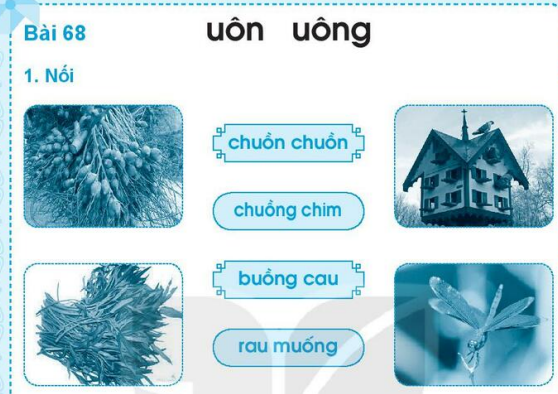 Bài 68
uôn uông
1. Nối
chuồn chuồn
chuồng chim
buồng cau
rau muống